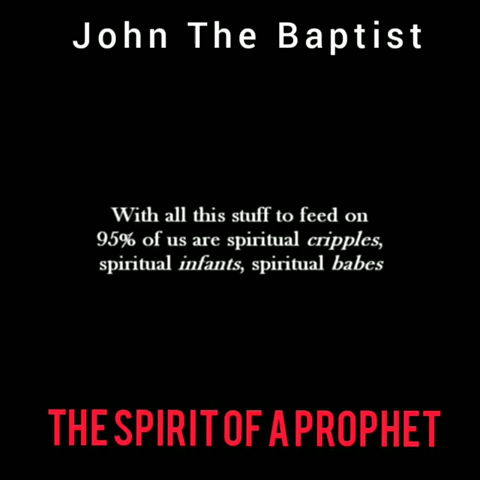 John The Baptist
With all this stuff to feed on
95% of us are spiritual cripples,
spiritual infants, spiritual babes
THE SPIRIT OF A PROPHET